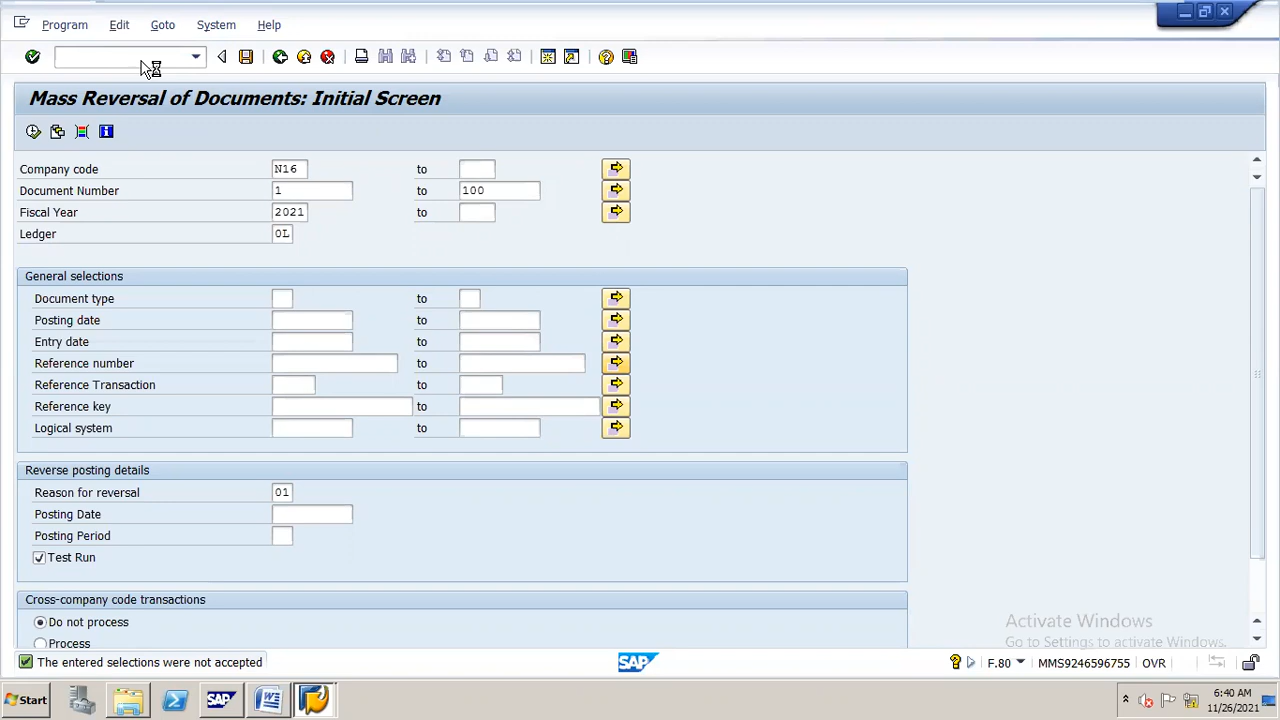 Program Edit Goto System Help
Mass Reversal of Documents: Initial Screen
Company code N16 to
Document Number 1 to 100
Fiscal Year 2021 to
Ledger 0L
General selections
Document type to
Posting date to
Entry date to
Reference number to
Reference Transaction to
Reference key to
Logical system to
Reverse posting details
Reason for reversal 01
Posting Date
Posting Period
Test Run
Cross-company code transactions
Do not process
Process
Activate Windows
Go to Settings to activate Windows.
The entered selections were not accepted SAP F.80 MMS9246596755 OVR
Start SAP 6:40 AM
11/26/2021